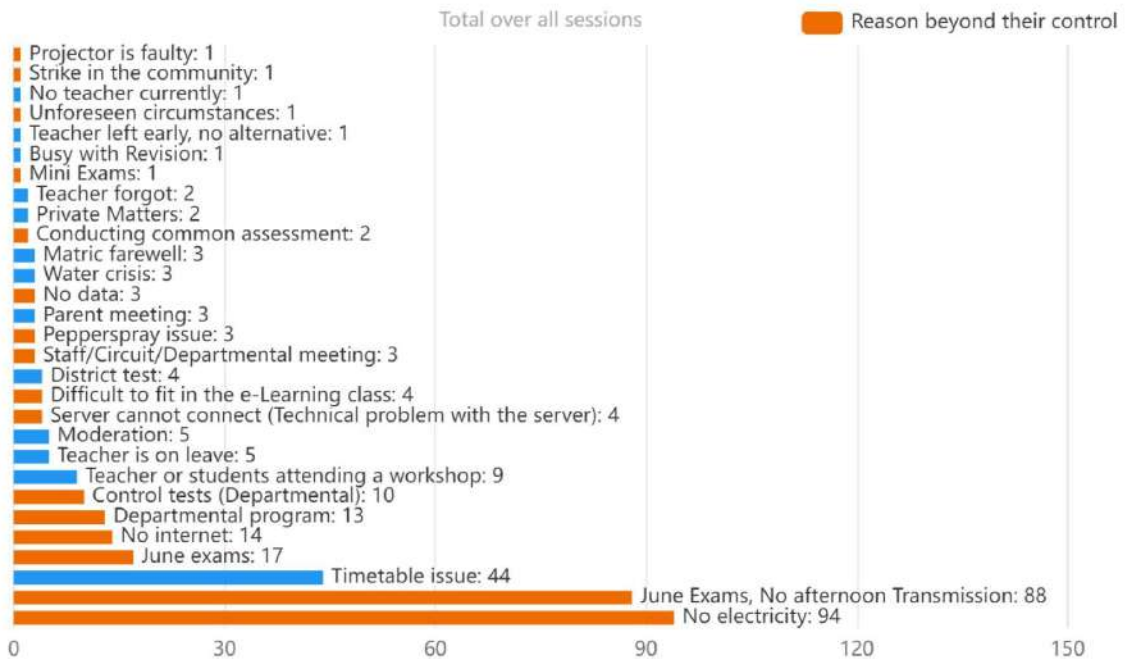 Total over all sessions
Reason beyond their control
Projector is faulty: 1
Strike in the community: 1
No teacher currently: 1
Unforeseen circumstances: 1
Teacher left early, no alternative: 1
Busy with Revision: 1
Mini Exams: 1
Teacher forgot: 2
Private Matters: 2
Conducting common assessment: 2
Matric farewell: 3
Water crisis: 3
No data: 3
Parent meeting: 3
Pepperspray issue: 3
Staff/Circuit/Departmental meeting: 3
District test: 4
Difficult to fit in the e-Learning class: 4
Server cannot connect (Technical problem with the server): 4
Moderation: 5
Teacher is on leave: 5
Teacher or students attending a workshop: 9
Control tests (Departmental): 10
Departmental program: 13
No internet: 14
June exams: 17
Timetable issue: 44
June Exams, No afternoon Transmission: 88
No electricity: 94
0 30 60 90 120 150